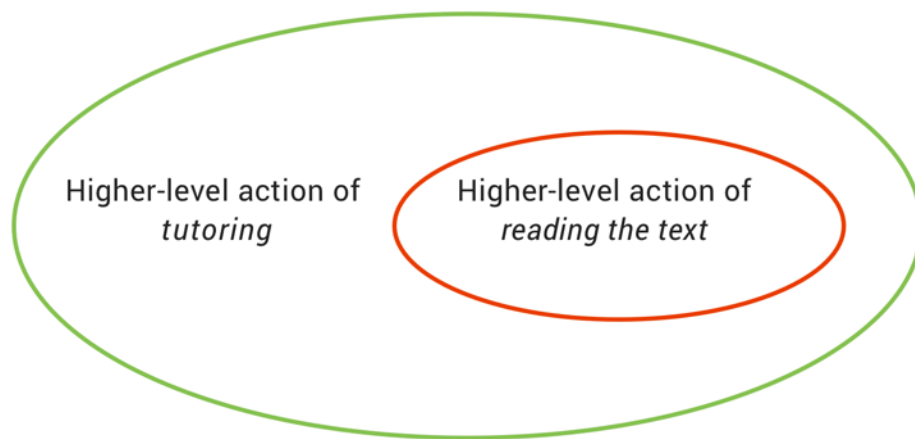 Higher-level action of
tutoring
Higher-level action of
reading the text